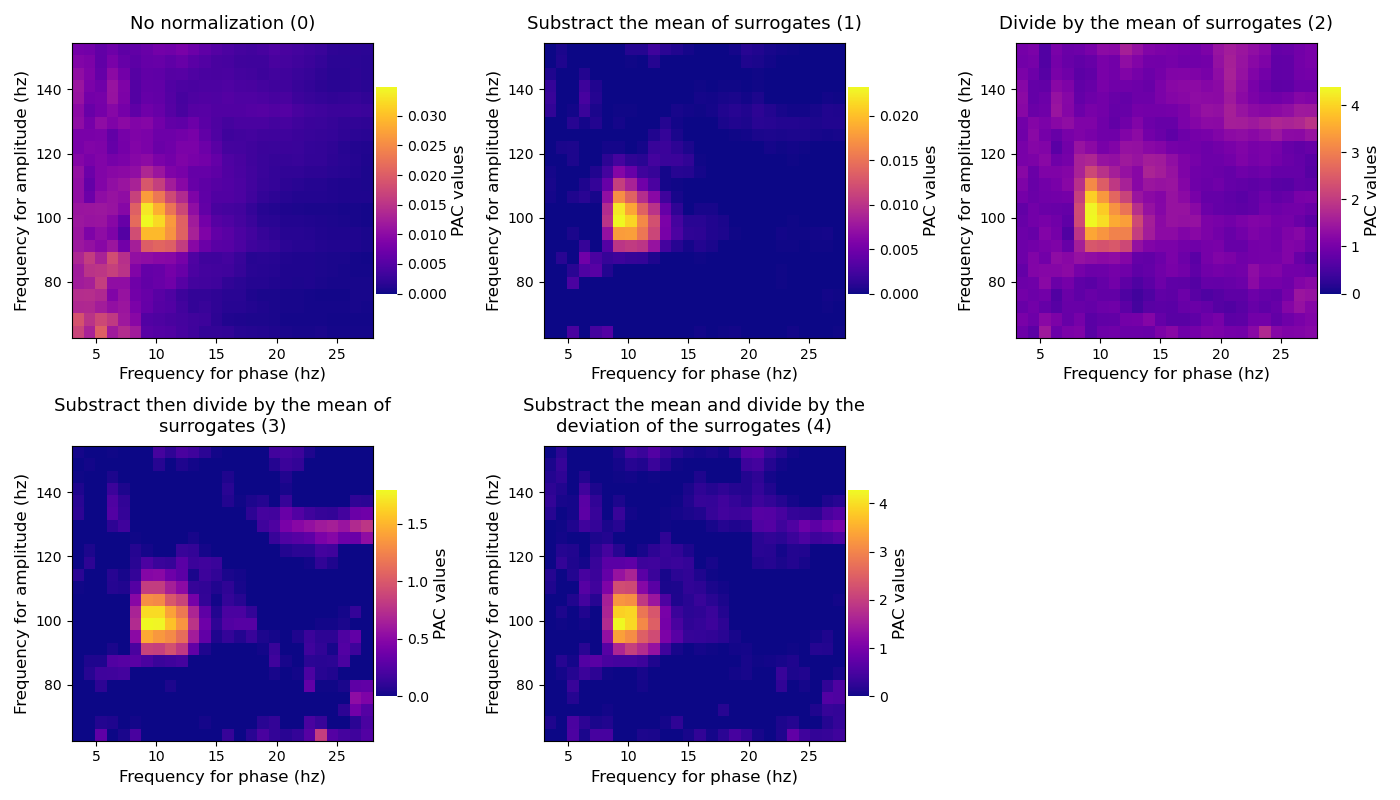 No normalization (0)
Substract the mean of surrogates (1)
Divide by the mean of surrogates (2)
Frequency for amplitude (hz)
140
120
100
80
5 10 15 20 25
Frequency for phase (hz)
0.030
0.025
0.020
0.015
0.010
0.005
0.000
PAC values
Frequency for amplitude (hz)
140
120
100
80
5 10 15 20 25
Frequency for phase (hz)
0.020
0.015
0.010
0.005
0.000
PAC values
Frequency for amplitude (hz)
140
120
100
80
5 10 15 20 25
Frequency for phase (hz)
4
3
2
1
0
PAC values
Substract then divide by the mean of
surrogates (3)
Substract the mean and divide by the
deviation of the surrogates (4)
Frequency for amplitude (hz)
140
120
100
80
5 10 15 20 25
Frequency for phase (hz)
1.5
1.0
0.5
0.0
PAC values
Frequency for amplitude (hz)
140
120
100
80
5 10 15 20 25
Frequency for phase (hz)
4
3
2
1
0
PAC values